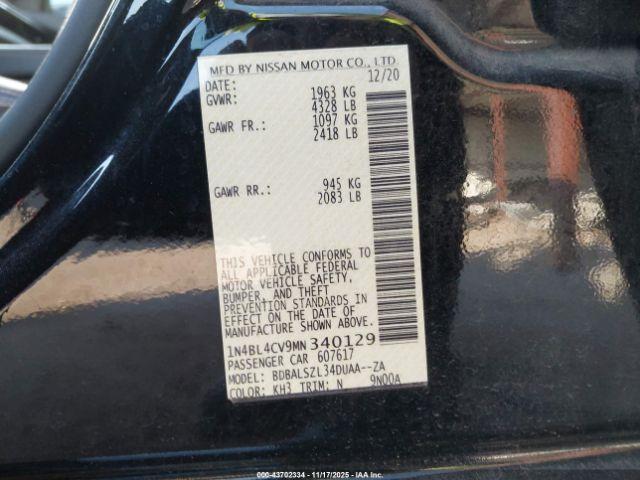 MFD BY NISSAN MOTOR CO., LTD
DATE: 12/20
GVWR: 1963 KG
4328 LB
GAWR FR.: 1097 KG
2418 LB
GAWR RR.: 945 KG
2083 LB
THIS VEHICLE CONFORMS TO
ALL APPLICABLE FEDERAL
MOTOR VEHICLE SAFETY,
BUMPER, AND THEFT
PREVENTION STANDARDS IN
EFFECT ON THE DATE OF
MANUFACTURE SHOWN ABOVE.
1N4BL4CV9MN340129
PASSENGER CAR 607617
MODEL: BDBALSZL34DUAA--ZA
COLOR: KH3 TRIM: N 9N00A
000-43702334 - 11/17/2025 - IAA Inc.